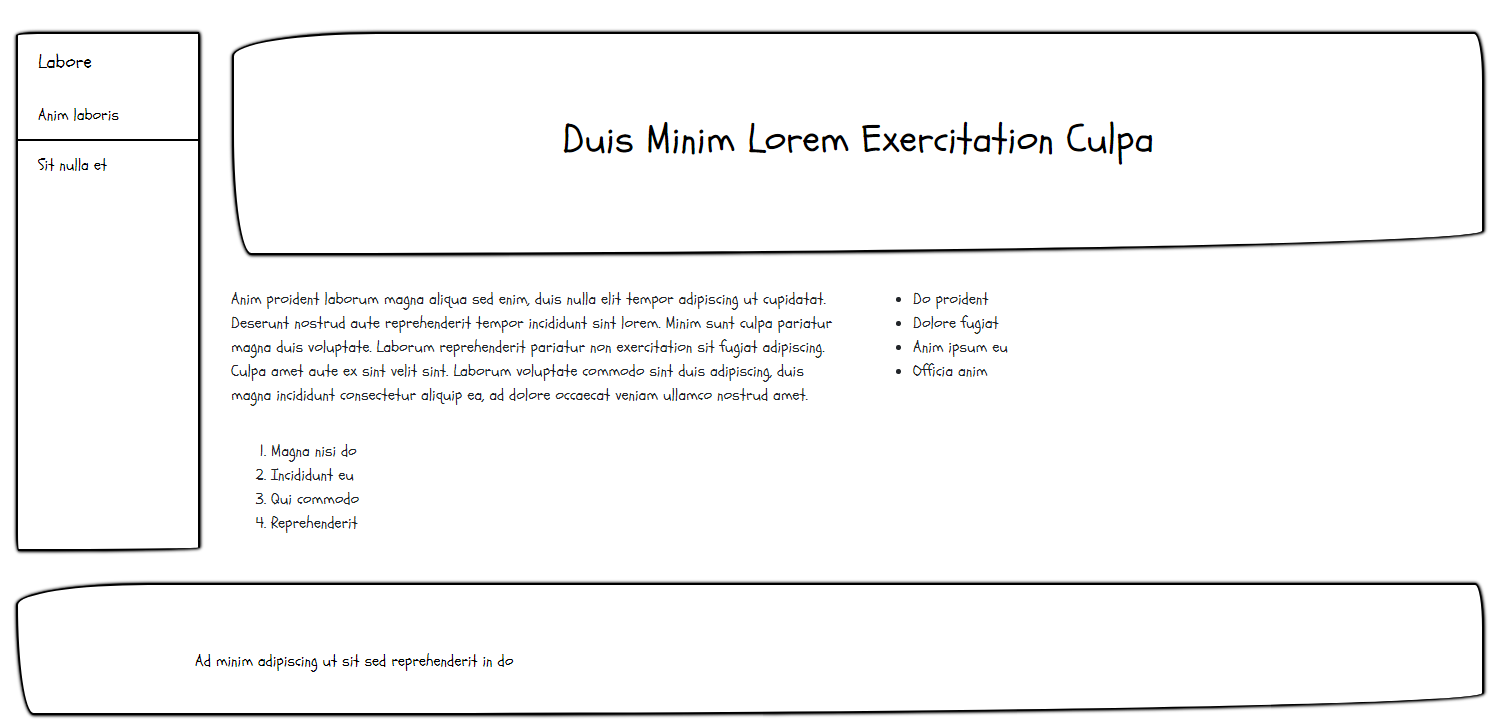 Labore
Anim laboris
Sit nulla et
Duis Minim Lorem Exercitation Culpa
Anim proident laborum magna aliqua sed enim, duis nulla elit tempor adipiscing ut cupidatat.
Deserunt nostrud aute reprehenderit tempor incididunt sint lorem. Minim sunt culpa pariatur
magna duis voluptate. Laborum reprehenderit pariatur non exercitation sit fugiat adipiscing.
Culpa amet aute ex sint velit sint. Laborum voluptate commodo sint duis adipiscing, duis
magna incididunt consectetur aliquip ea, ad dolore occaecat veniam ullamco nostrud amet.
• Do proident
• Dolore fugiat
• Anim ipsum eu
• Officia anim
1. Magna nisi do
2. Incididunt eu
3. Qui commodo
4. Reprehenderit
Ad minim adipiscing ut sit sed reprehenderit in do